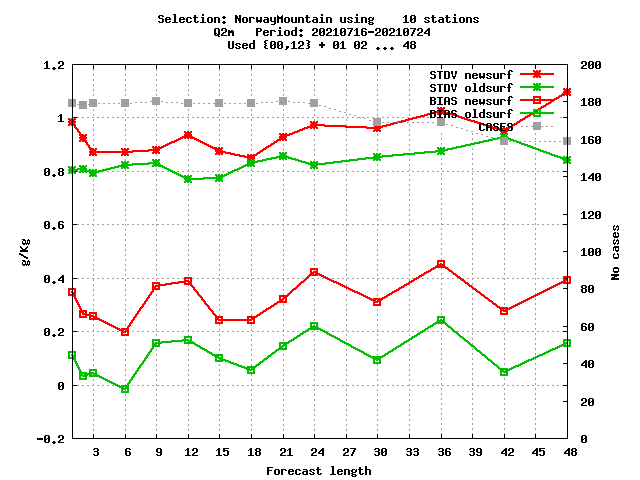 Selection: NorwayMountain using    10 stations
Q2m   Period: 20210716-20210724
Used {00,12} + 01 02 ... 48
STDV newsurf
STDV oldsurf
BIAS newsurf
BIAS oldsurf
CASES
g/Kg
1.2
1
0.8
0.6
0.4
0.2
0
-0.2
No cases
200
180
160
140
120
100
80
60
40
20
0
3 6 9 12 15 18 21 24 27 30 33 36 39 42 45 48
Forecast length